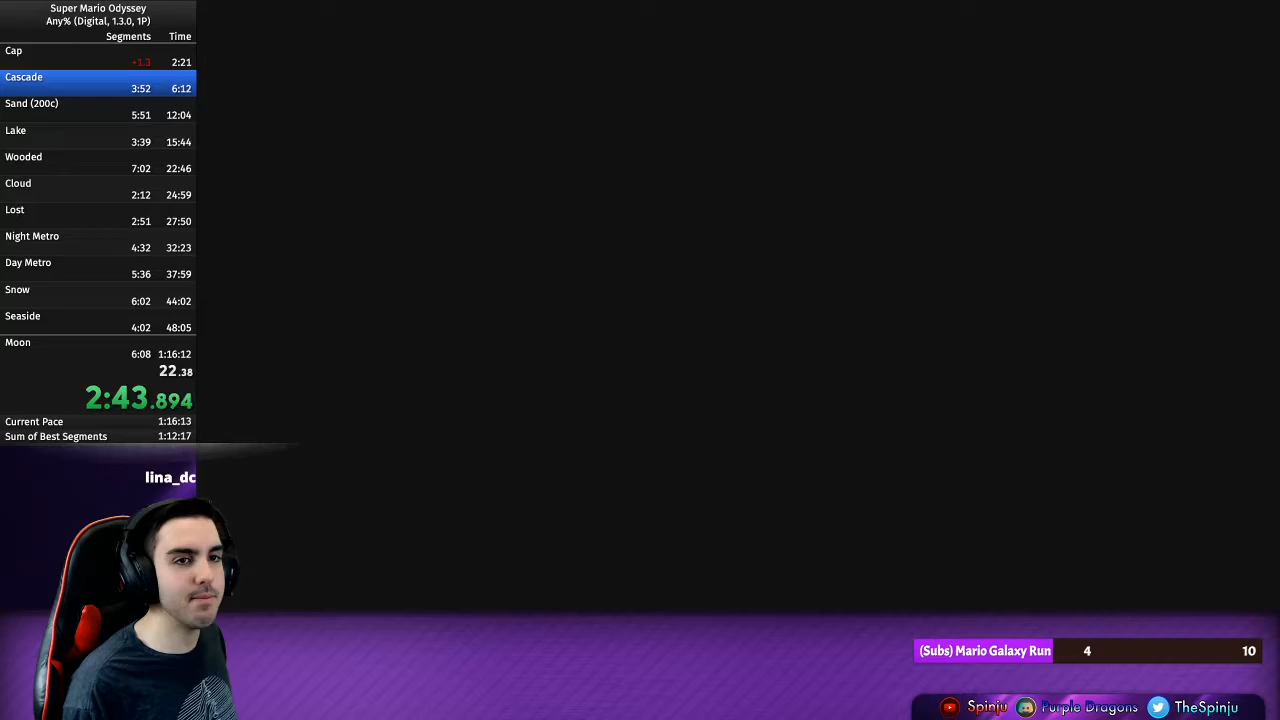 Super Mario Odyssey
Any% (Digital, 1.3.0, 1P)
Segments Time
Cap
+1.3 2:21
Cascade
3:52 6:12
Sand (200c)
5:51 12:04
Lake
3:39 15:44
Wooded
7:02 22:46
Cloud
2:12 24:59
Lost
2:51 27:50
Night Metro
4:32 32:23
Day Metro
5:36 37:59
Snow
6:02 44:02
Seaside
4:02 48:05
Moon
6:08 1:16:12
22.38
2:43.894
Current Pace 1:16:13
Sum of Best Segments 1:12:17
lina_dc
(Subs) Mario Galaxy Run 4 10
Spinju Purple Dragons TheSpinju